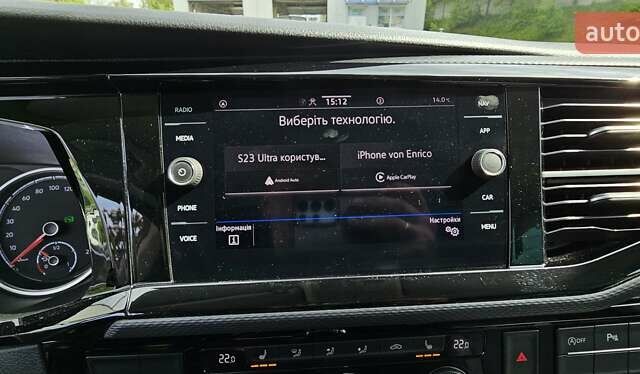 auto
RADIO
MEDIA
PHONE
VOICE
15:12
14.0°C
Виберіть технологію.
S23 Ultra користув...
Android Auto
iPhone von Enrico
Apple CarPlay
Інформація
Настройки
NAV
APP
CAR
MENU
22.0
22.0
OFF